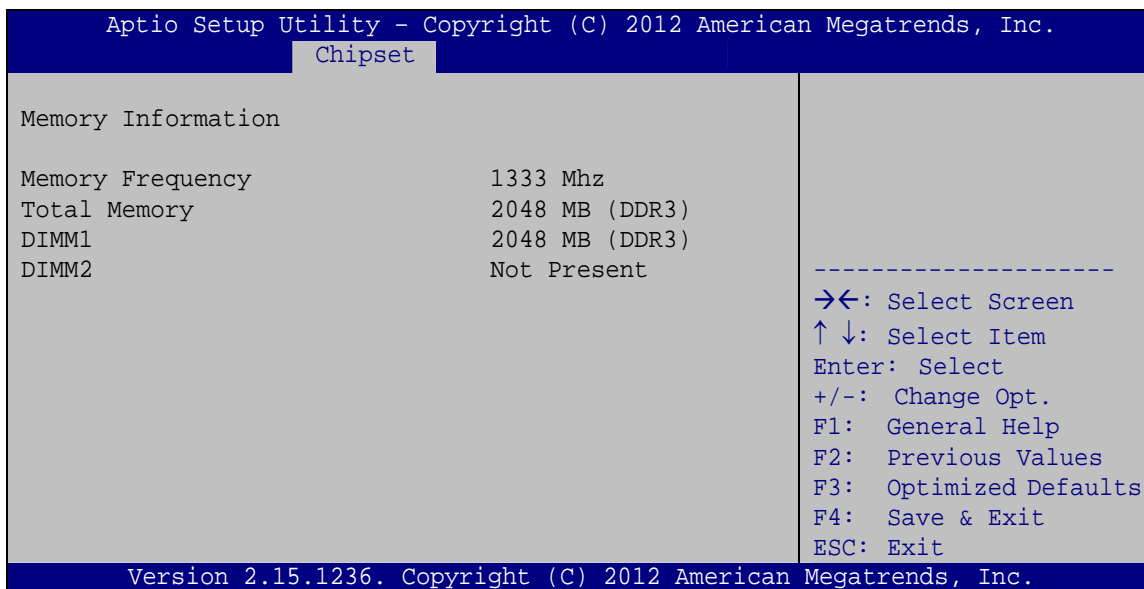 Aptio Setup Utility – Copyright (C) 2012 American Megatrends, Inc.
Chipset
Memory Information
Memory Frequency 1333 Mhz
Total Memory 2048 MB (DDR3)
DIMM1 2048 MB (DDR3)
DIMM2 Not Present
---------------------
→←: Select Screen
↑ ↓: Select Item
Enter: Select
+/-: Change Opt.
F1: General Help
F2: Previous Values
F3: Optimized Defaults
F4: Save & Exit
ESC: Exit
Version 2.15.1236. Copyright (C) 2012 American Megatrends, Inc.